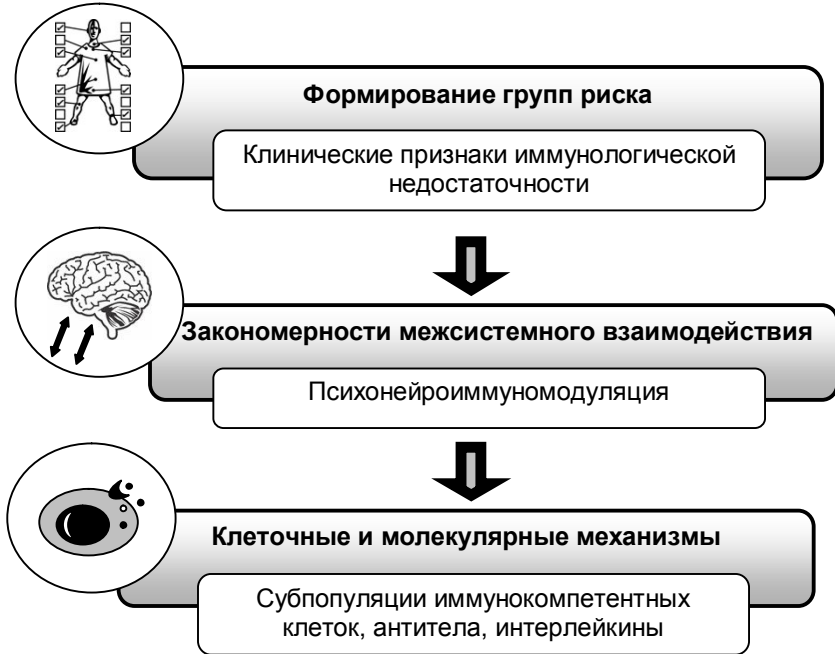 Формирование групп риска
Клинические признаки иммунологической
недостаточности
Закономерности межсистемного взаимодействия
Психонейроиммуномодуляция
Клеточные и молекулярные механизмы
Субпопуляции иммунокомпетентных
клеток, антитела, интерлейкины